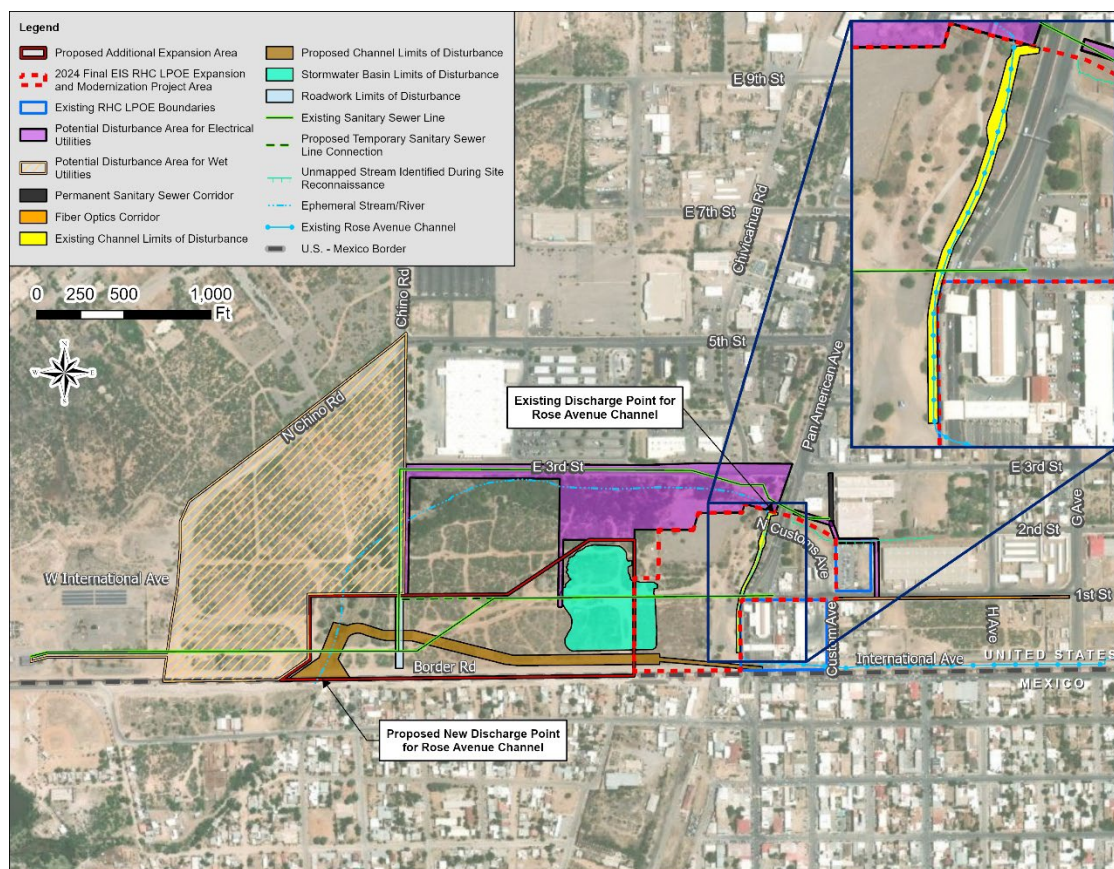 Legend
Proposed Additional Expansion Area
2024 Final EIS RHC LPOE Expansion
and Modernization Project Area
Existing RHC LPOE Boundaries
Potential Disturbance Area for Electrical
Utilities
Potential Disturbance Area for Wet
Utilities
Permanent Sanitary Sewer Corridor
Fiber Optics Corridor
Existing Channel Limits of Disturbance
Proposed Channel Limits of Disturbance
Stormwater Basin Limits of Disturbance
Roadwork Limits of Disturbance
Existing Sanitary Sewer Line
Proposed Temporary Sanitary Sewer
Line Connection
Unmapped Stream Identified During Site
Reconnaissance
Ephemeral Stream/River
Existing Rose Avenue Channel
U.S. - Mexico Border
0 250 500 1,000
Ft
N
W E
S
E 9th St
E 7th St
Chivicahua Rd
Chino Rd
5th St
Pan American Ave
N Chino Rd
Existing Discharge Point for
Rose Avenue Channel
E 3rd St
E 3rd St
G Ave
2nd St
N Customs Ave
W International Ave
1st St
Custom Ave
H Ave
Border Rd
International Ave
UNITED STATES
MEXICO
Proposed New Discharge Point
for Rose Avenue Channel